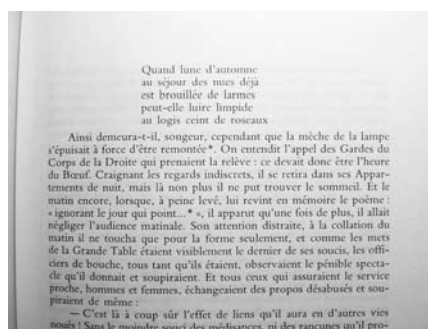 Quand lune d'automne
au séjour des nues déjà
est brouillée de larmes
peut-elle luire limpide
au logis ceint de roseaux
Ainsi demeura-t-il, songeur, cependant que la mèche de la lampe
s'épuisait à force d'être remontée*. On entendit l'appel des Gardes du
Corps de la Droite qui prenaient la relève : ce devait donc être l'heure
du Bœuf. Craignant les regards indiscrets, il se retira dans ses Appar-
tements de nuit, mais là non plus il ne put trouver le sommeil. Et le
matin encore, lorsque, à peine levé, lui revint en mémoire le poème :
« ignorant le jour qui point...* », il apparut qu'une fois de plus, il allait
négliger l'audience matinale. Son attention distraite, à la collation du
matin il ne toucha que pour la forme seulement, et comme les mets
de la Grande Table étaient visiblement le dernier de ses soucis, les offi-
ciers de bouche, tous tant qu'ils étaient, observaient le pénible specta-
cle qu'il donnait et soupiraient. Et tous ceux qui assuraient le service
proche, hommes et femmes, échangeaient des propos désabusés et sou-
piraient de même :
— C'est là à coup sûr l'effet de liens qu'il aura en d'autres vies
noués ! Sans le moindre souci des médisances, ni des rancunes qu'il pro-